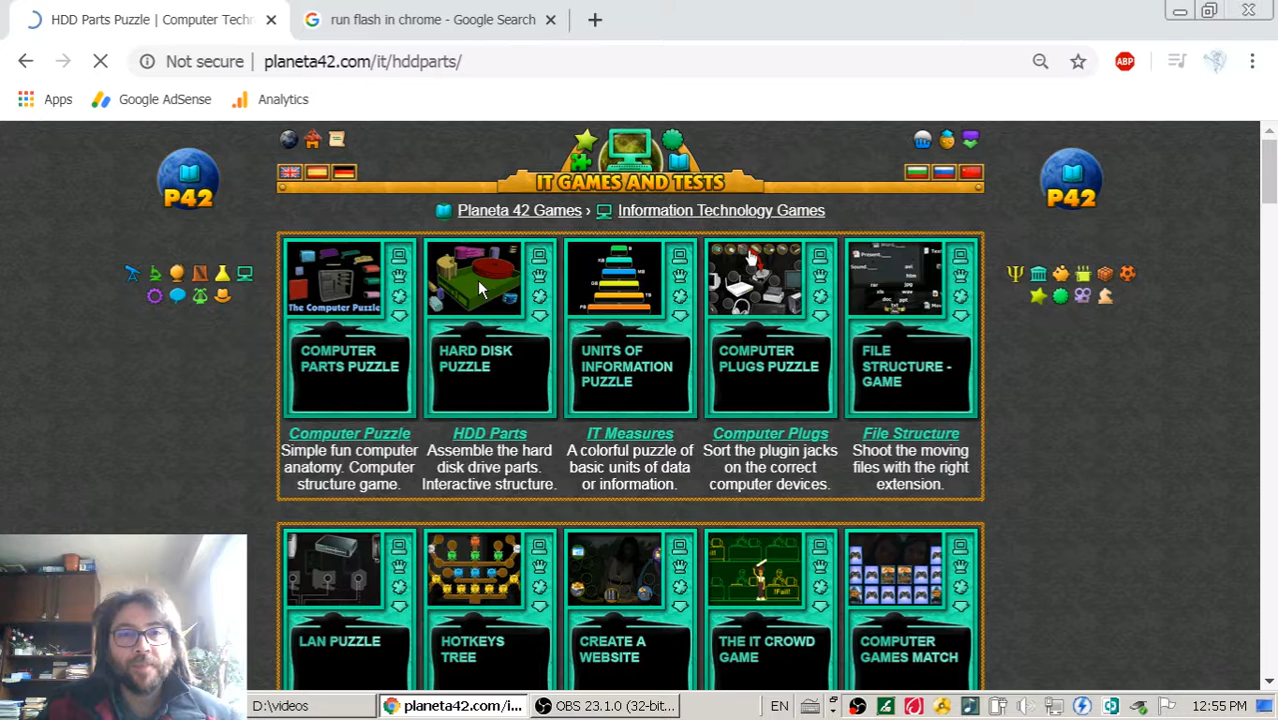 HDD Parts Puzzle | Computer Techn
run flash in chrome - Google Search
Not secure | planeta42.com/it/hddparts/
ABP
Apps
Google AdSense
Analytics
P42
IT GAMES AND TESTS
P42
Planeta 42 Games › Information Technology Games
The Computer Puzzle
COMPUTER
PARTS PUZZLE
HARD DISK
PUZZLE
UNITS OF
INFORMATION
PUZZLE
COMPUTER
PLUGS PUZZLE
FILE
STRUCTURE -
GAME
Computer Puzzle
Simple fun computer
anatomy. Computer
structure game.
HDD Parts
Assemble the hard
disk drive parts.
Interactive structure.
IT Measures
A colorful puzzle of
basic units of data
or information.
Computer Plugs
Sort the plugin jacks
on the correct
computer devices.
File Structure
Shoot the moving
files with the right
extension.
LAN PUZZLE
HOTKEYS
TREE
CREATE A
WEBSITE
THE IT CROWD
GAME
COMPUTER
GAMES MATCH
D:\videos
planeta42.com/i...
OBS 23.1.0 (32-bit...
EN
12:55 PM